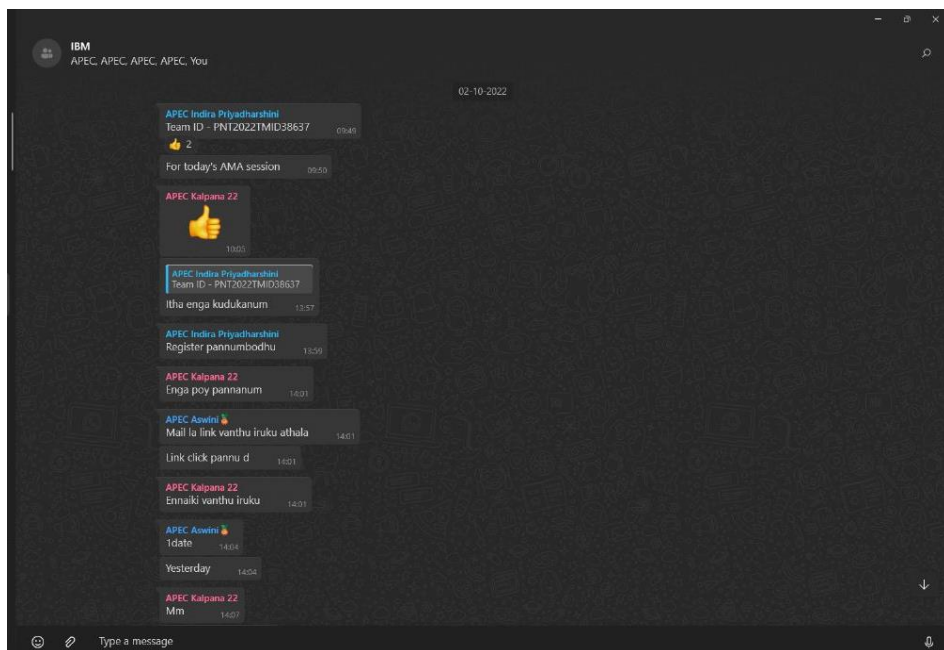 IBM
APEC, APEC, APEC, APEC, You
02-10-2022
APEC Indira Priyadharshini
Team ID - PNT2022TMID38637 09:49
2
For today's AMA session 09:50
APEC Kalpana 22
10:05
APEC Indira Priyadharshini
Team ID - PNT2022TMID38637
Itha enga kudukanum 13:57
APEC Indira Priyadharshini
Register pannumbodhu 13:59
APEC Kalpana 22
Enga poy pannanum 14:01
APEC Aswini
Mail la link vanthu iruku athala 14:01
Link click pannu d 14:01
APEC Kalpana 22
Ennaiki vanthu iruku 14:01
APEC Aswini
1date 14:04
Yesterday 14:04
APEC Kalpana 22
Mm 14:07
Type a message